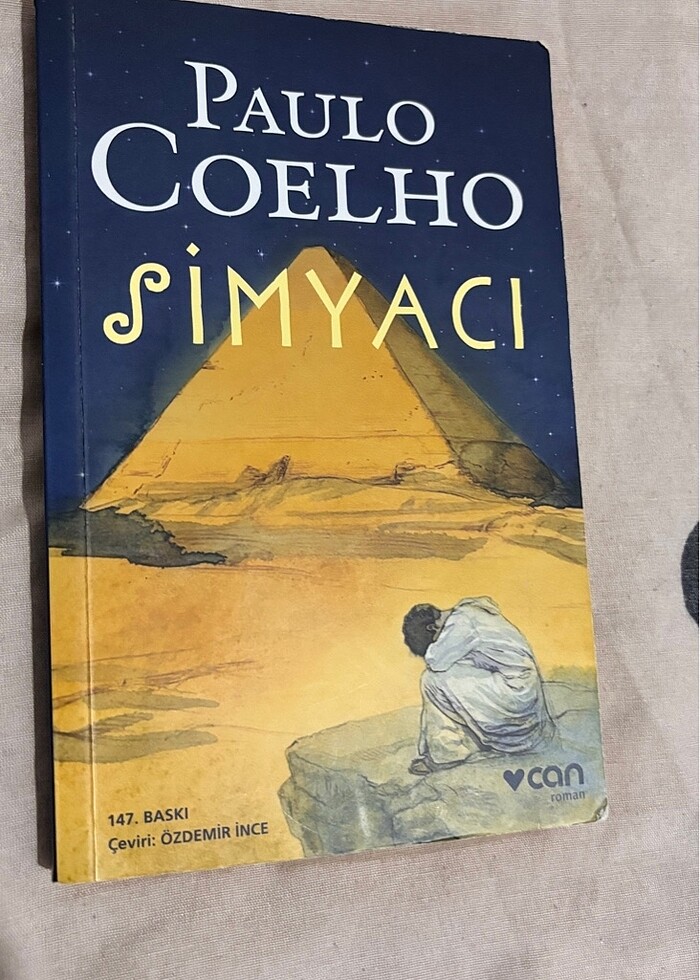 PAULO
COELHO
SİMYACI
can
roman
147. BASKI
Çeviri: ÖZDEMİR İNCE